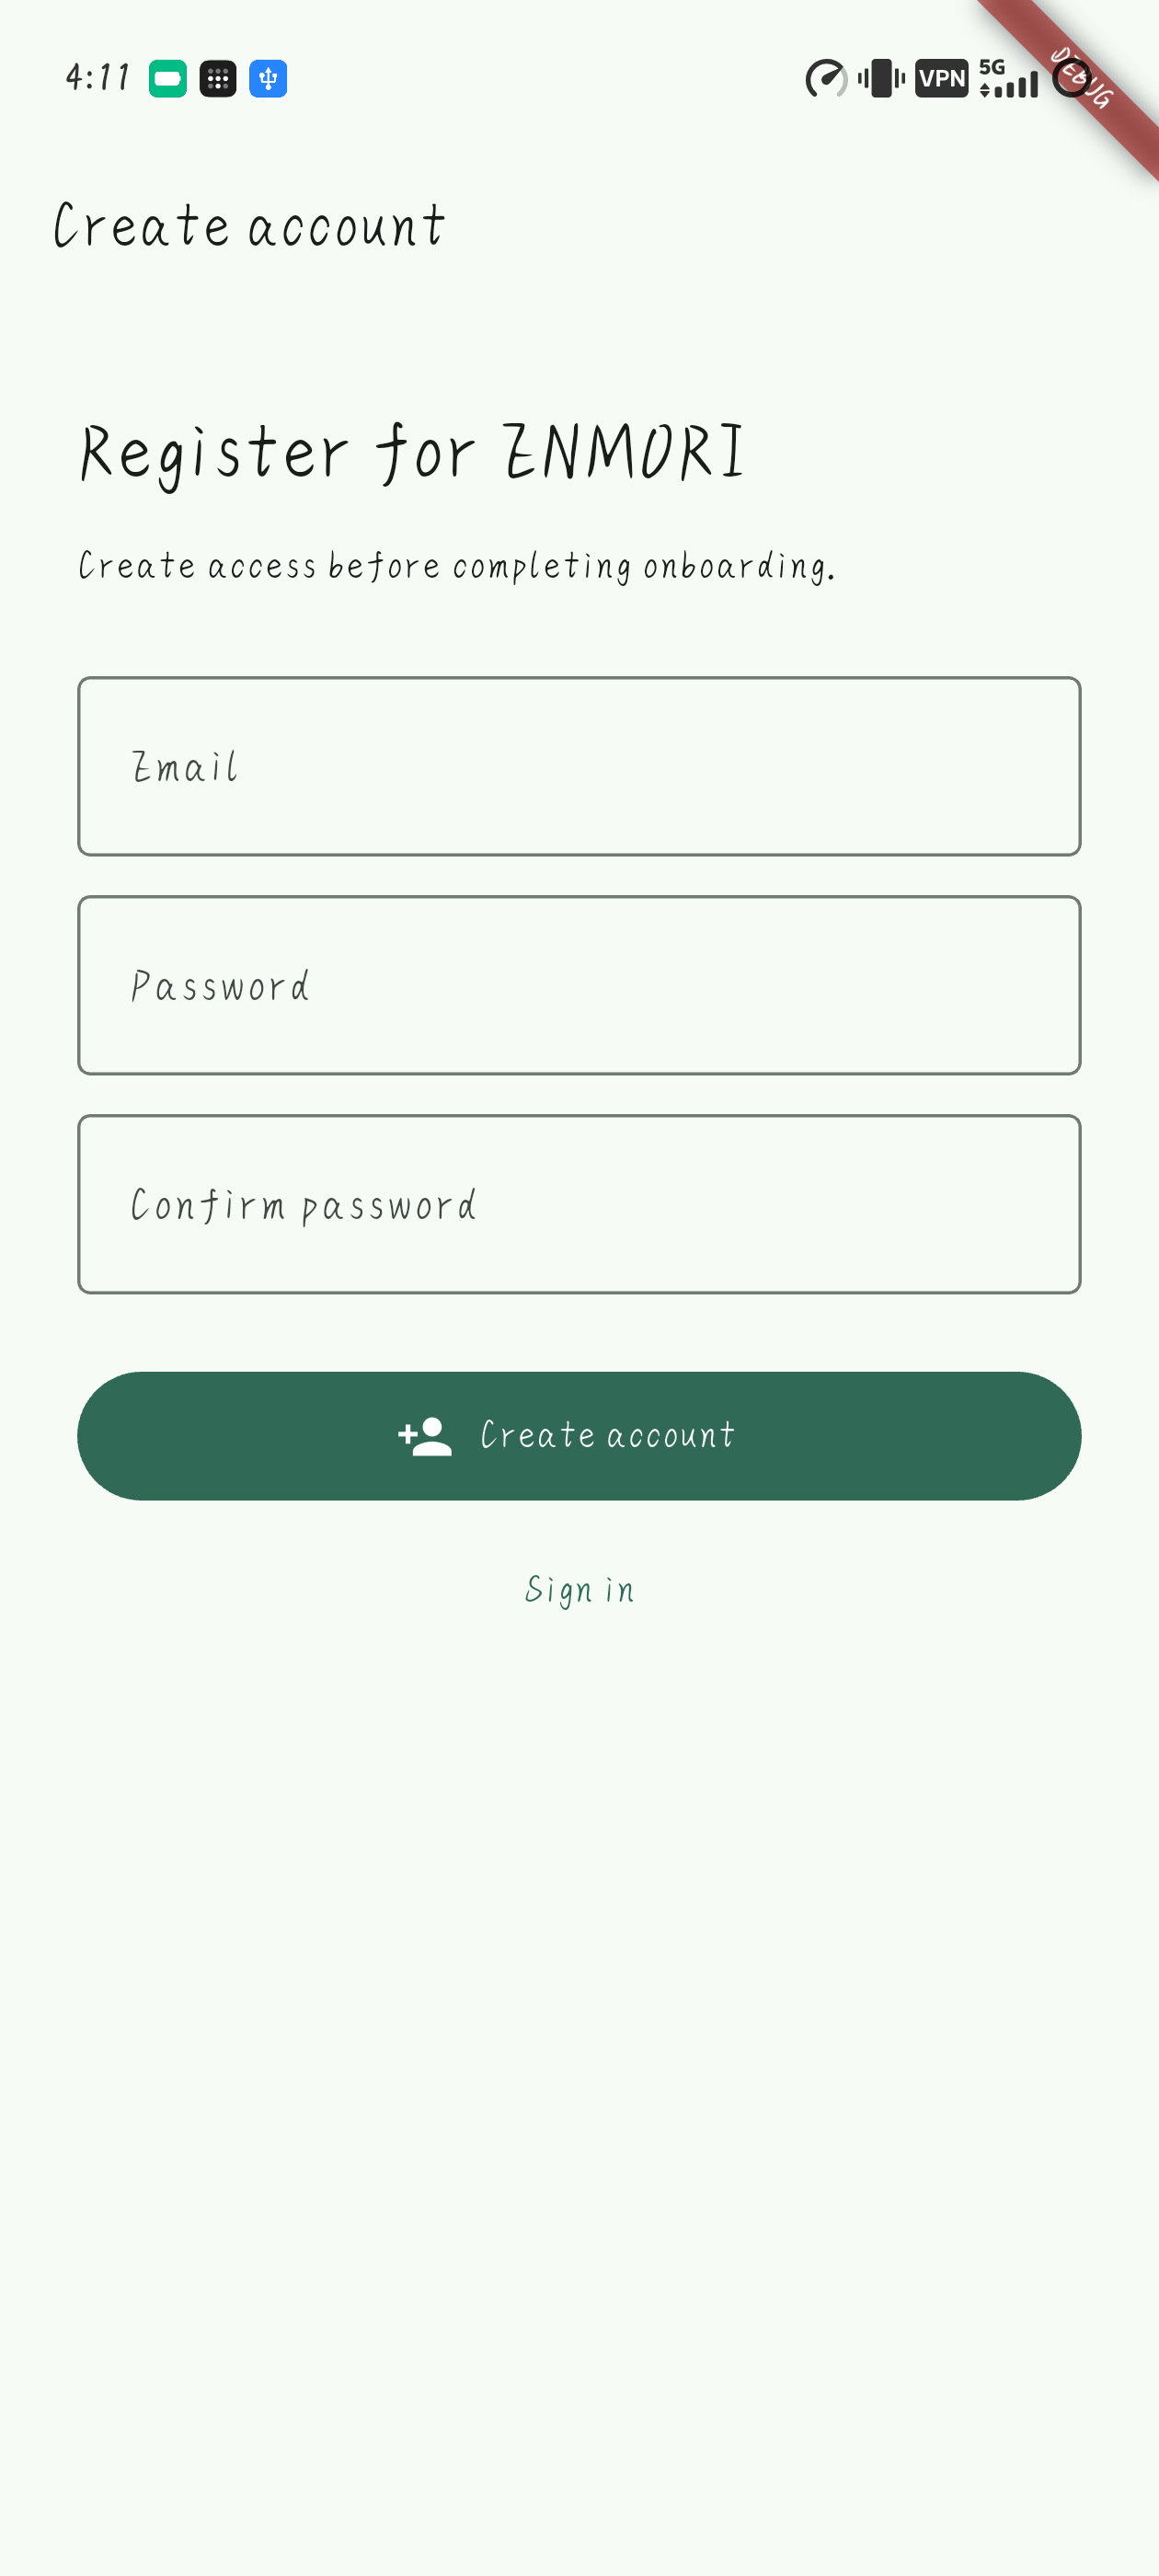 4:11
VPN
5G
DEBUG
Create account
Register for ENMORI
Create access before completing onboarding.
Email
Password
Confirm password
Create account
Sign in